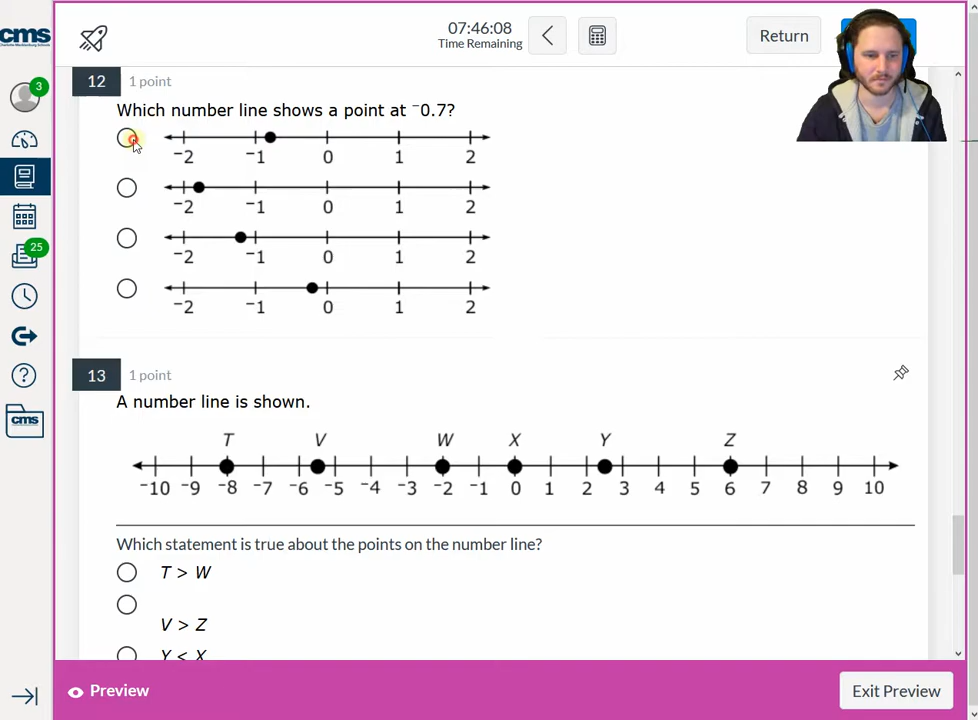 cms
07:46:08
Time Remaining
Return
3
25
cms
12
1 point
Which number line shows a point at ⁻0.7?
⁻2 ⁻1 0 1 2
⁻2 ⁻1 0 1 2
⁻2 ⁻1 0 1 2
⁻2 ⁻1 0 1 2
13
1 point
A number line is shown.
T V W X Y Z
⁻10 ⁻9 ⁻8 ⁻7 ⁻6 ⁻5 ⁻4 ⁻3 ⁻2 ⁻1 0 1 2 3 4 5 6 7 8 9 10
Which statement is true about the points on the number line?
T > W
V > Z
Y < X
Preview
Exit Preview